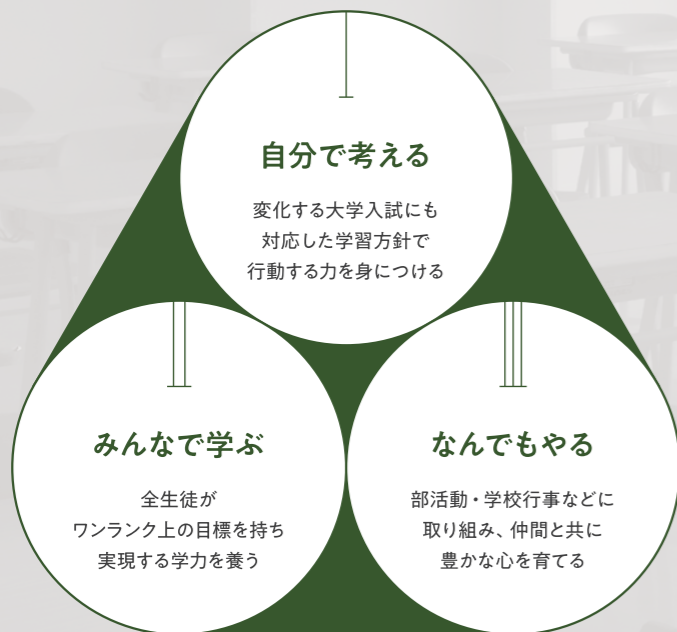 自分で考える
変化する大学入試にも
対応した学習方針で
行動する力を身につける
みんなで学ぶ
全生徒が
ワンランク上の目標を持ち
実現する学力を養う
なんでもやる
部活動・学校行事などに
取り組み、仲間と共に
豊かな心を育てる